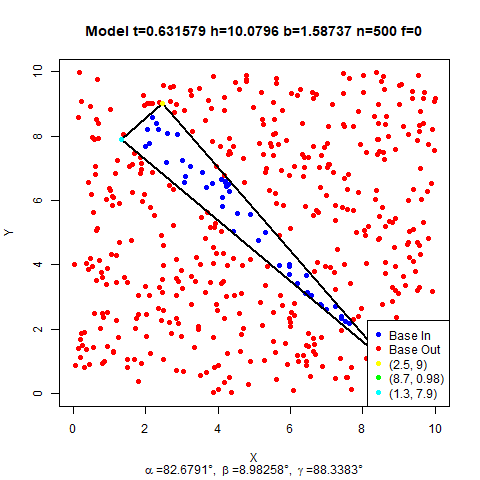 Model t=0.631579 h=10.0796 b=1.58737 n=500 f=0
10
8
6
4
2
0
Y
Base In
Base Out
(2.5, 9)
(8.7, 0.98)
(1.3, 7.9)
0 2 4 6 8 10
X
α=82.6791°, β=8.98258°, γ=88.3383°